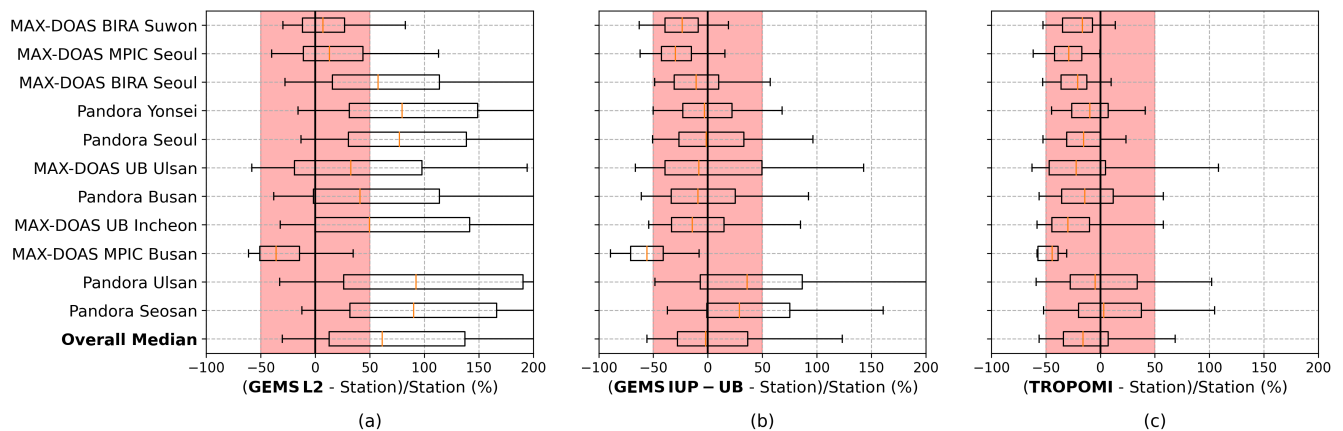 MAX-DOAS BIRA Suwon
MAX-DOAS MPIC Seoul
MAX-DOAS BIRA Seoul
Pandora Yonsei
Pandora Seoul
MAX-DOAS UB Ulsan
Pandora Busan
MAX-DOAS UB Incheon
MAX-DOAS MPIC Busan
Pandora Ulsan
Pandora Seosan
Overall Median
−100 −50 0 50 100 150 200
(GEMS L2 - Station)/Station (%)
(a)
−100 −50 0 50 100 150 200
(GEMS IUP − UB - Station)/Station (%)
(b)
−100 −50 0 50 100 150 200
(TROPOMI - Station)/Station (%)
(c)